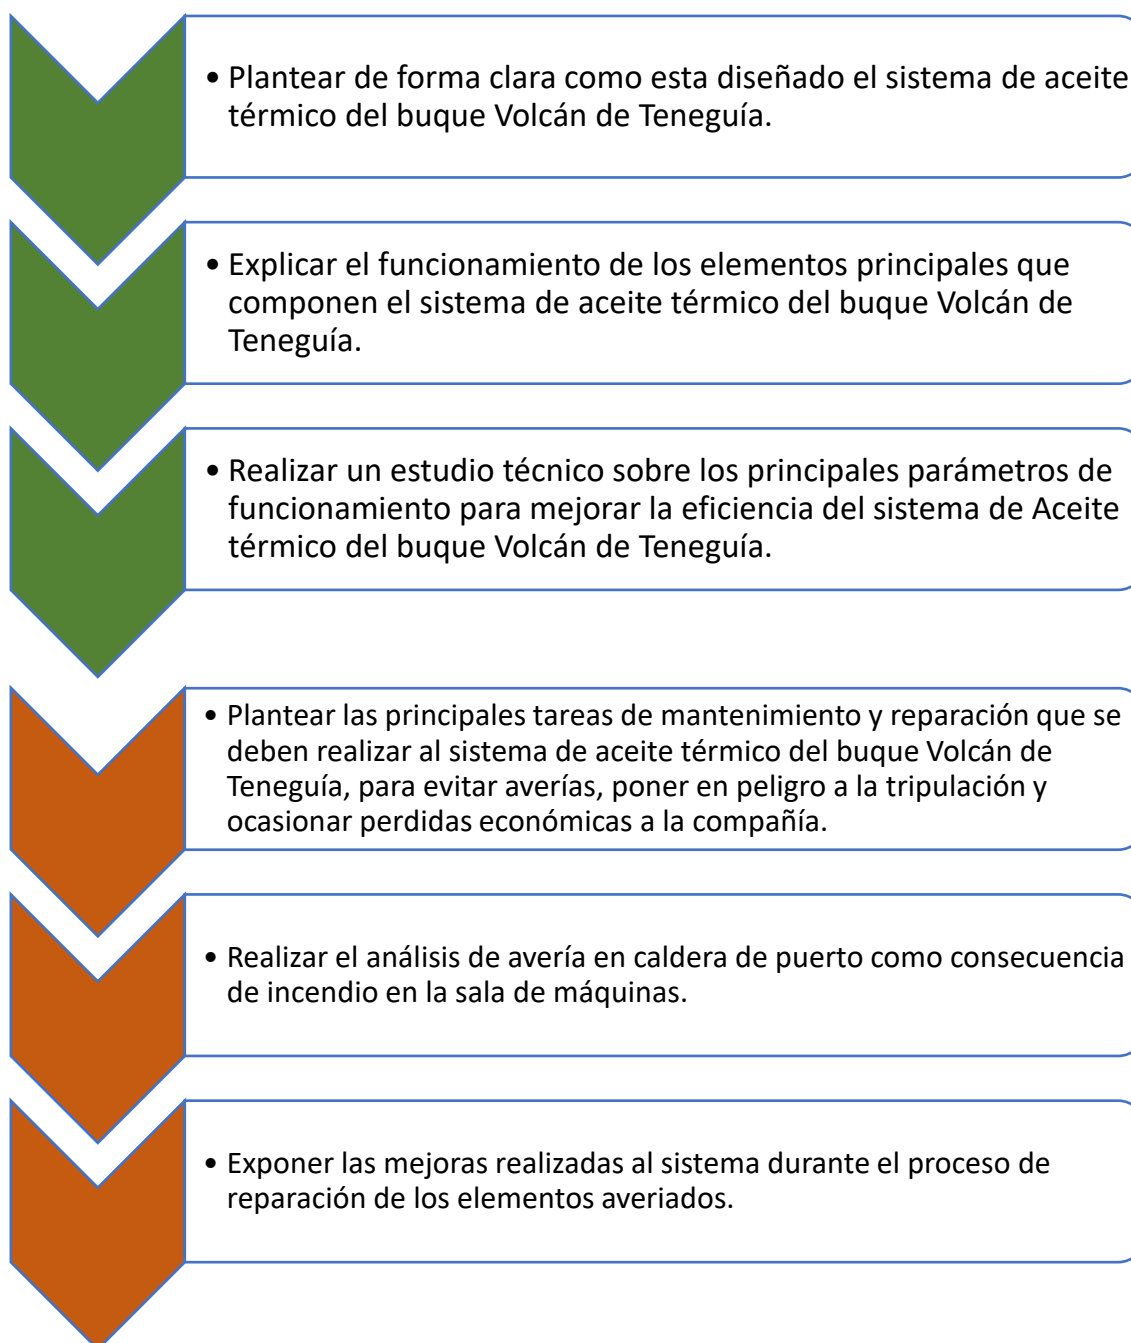 • Plantear de forma clara como esta diseñado el sistema de aceite
térmico del buque Volcán de Teneguía.
• Explicar el funcionamiento de los elementos principales que
componen el sistema de aceite térmico del buque Volcán de
Teneguía.
• Realizar un estudio técnico sobre los principales parámetros de
funcionamiento para mejorar la eficiencia del sistema de Aceite
térmico del buque Volcán de Teneguía.
• Plantear las principales tareas de mantenimiento y reparación que se
deben realizar al sistema de aceite térmico del buque Volcán de
Teneguía, para evitar averías, poner en peligro a la tripulación y
ocasionar perdidas económicas a la compañía.
• Realizar el análisis de avería en caldera de puerto como consecuencia
de incendio en la sala de máquinas.
• Exponer las mejoras realizadas al sistema durante el proceso de
reparación de los elementos averiados.